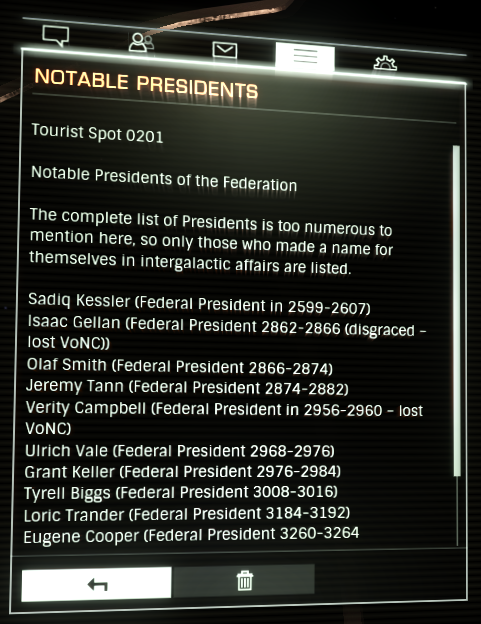 NOTABLE PRESIDENTS
Tourist Spot 0201
Notable Presidents of the Federation
The complete list of Presidents is too numerous to
mention here, so only those who made a name for
themselves in intergalactic affairs are listed.
Sadiq Kessler (Federal President in 2599-2607)
Isaac Gellan (Federal President 2862-2866 (disgraced -
lost VoNC))
Olaf Smith (Federal President 2866-2874)
Jeremy Tann (Federal President 2874-2882)
Verity Campbell (Federal President in 2956-2960 - lost
VoNC)
Ulrich Vale (Federal President 2968-2976)
Grant Keller (Federal President 2976-2984)
Tyrell Biggs (Federal President 3008-3016)
Loric Trander (Federal President 3184-3192)
Eugene Cooper (Federal President 3260-3264